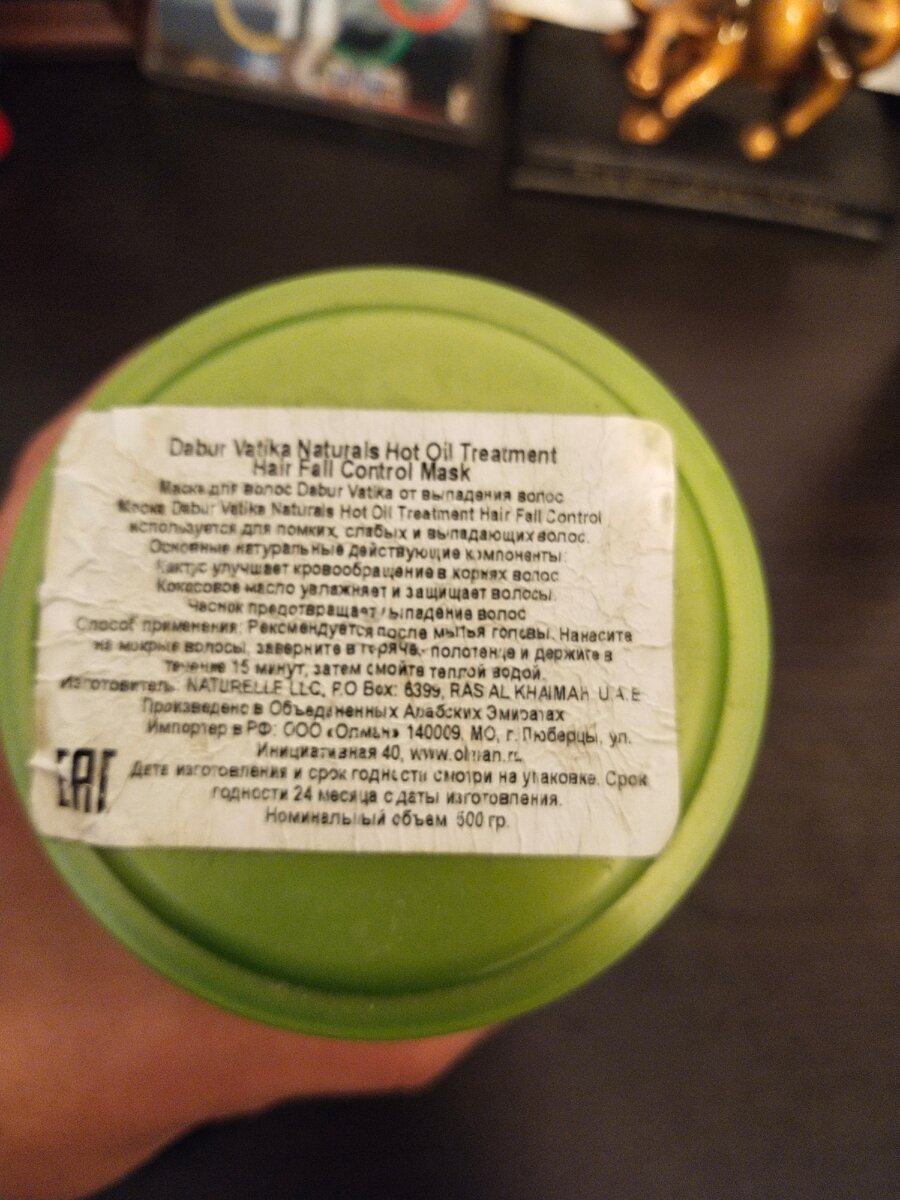 Dabur Vatika Naturals Hot Oil Treatment
Hair Fall Control Mask
Маска для волос Dabur Vatika от выпадения волос
Маска Dabur Vatika Naturals Hot Oil Treatment Hair Fall Control
используется для ломких, слабых и выпадающих волос.
Основные натуральные действующие компоненты:
Кактус улучшает кровообращение в корнях волос
Кокосовое масло увлажняет и защищает волосы.
Чеснок предотвращает выпадение волос
Способ применения: Рекомендуется после мытья головы. Нанесите
на мокрые волосы, заверните в горячее полотенце и держите в
течение 15 минут, затем смойте теплой водой.
Изготовитель: NATURELLE LLC, P.O Box: 6399, RAS AL KHAIMAH U.A.E
Произведено в Объединенных Арабских Эмиратах
Импортер в РФ: ООО «Олман» 140009, МО, г. Люберцы, ул.
Инициативная 40, www.olman.ru
Дата изготовления и срок годности смотри на упаковке. Срок
годности 24 месяца с даты изготовления.
Номинальный объем 500 гр.
EAC